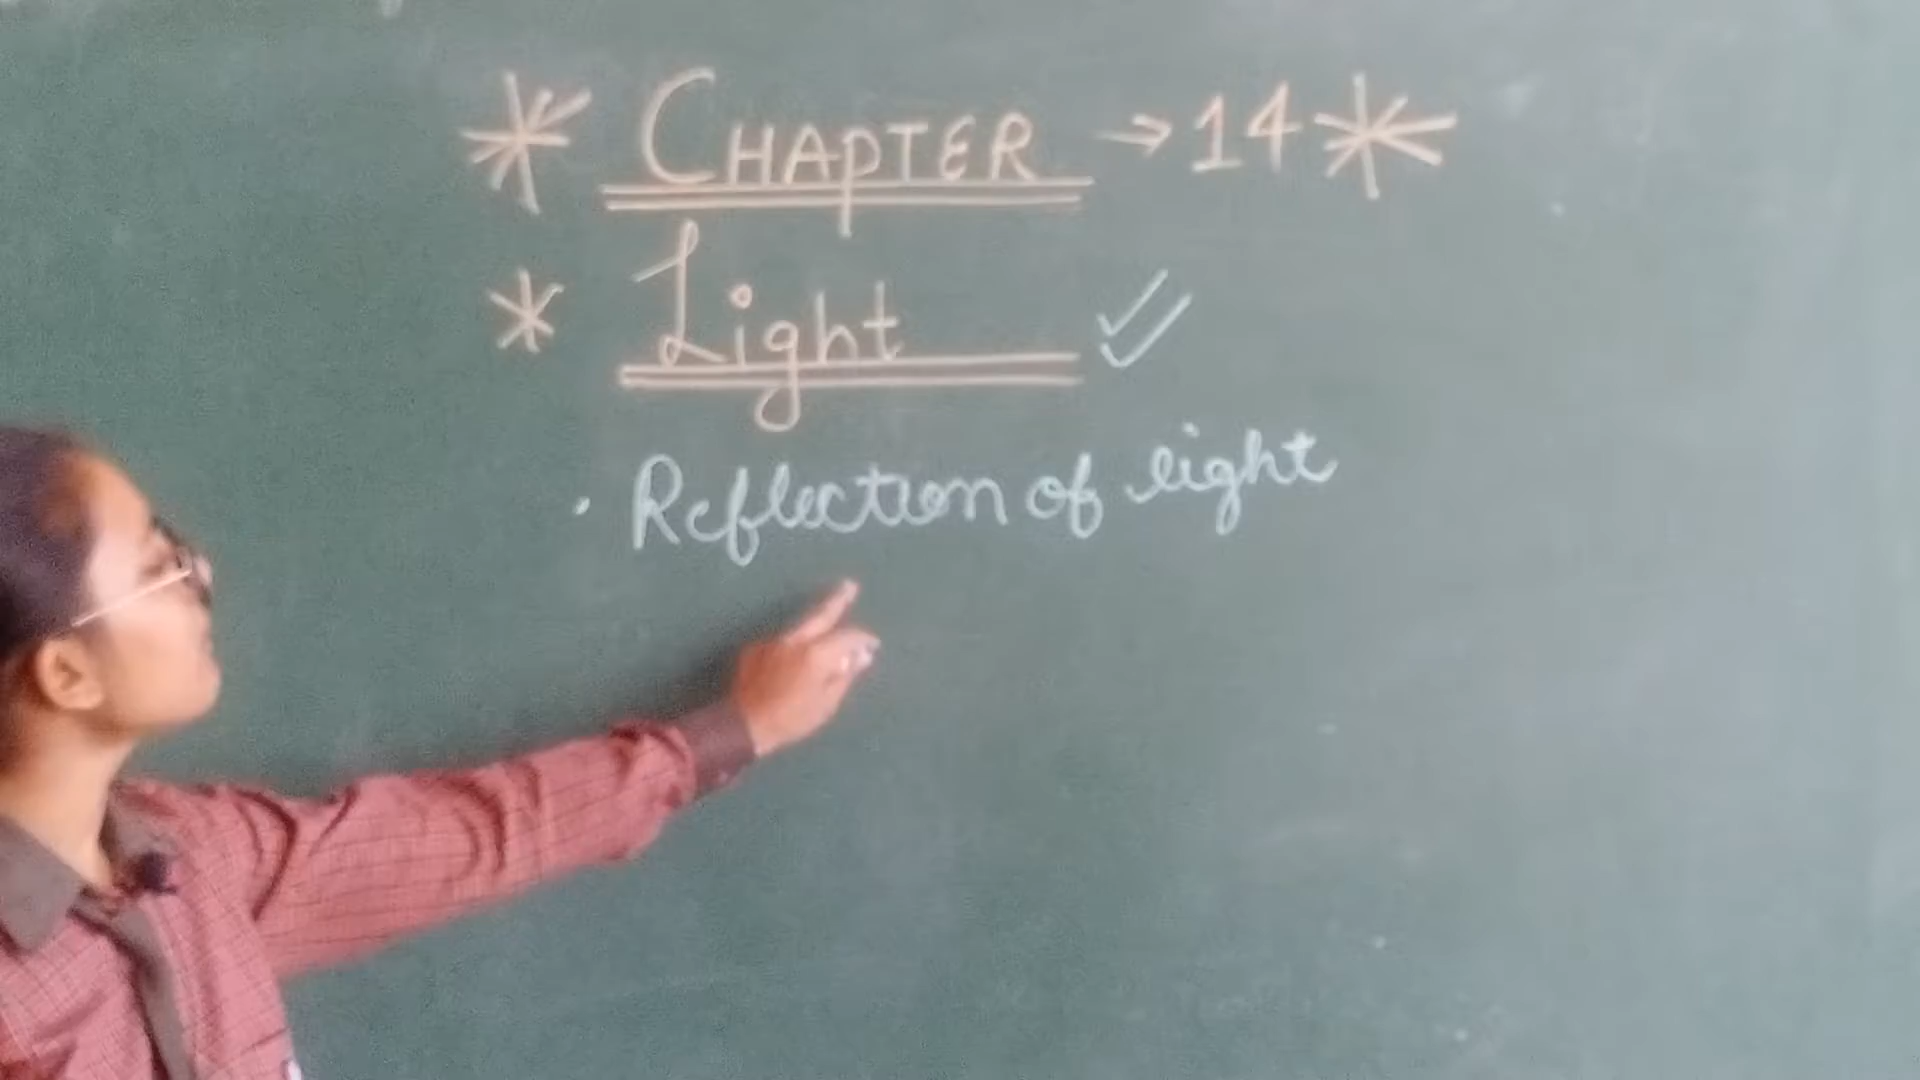 * CHAPTER → 14 *
* Light ✓✓
· Reflection of light